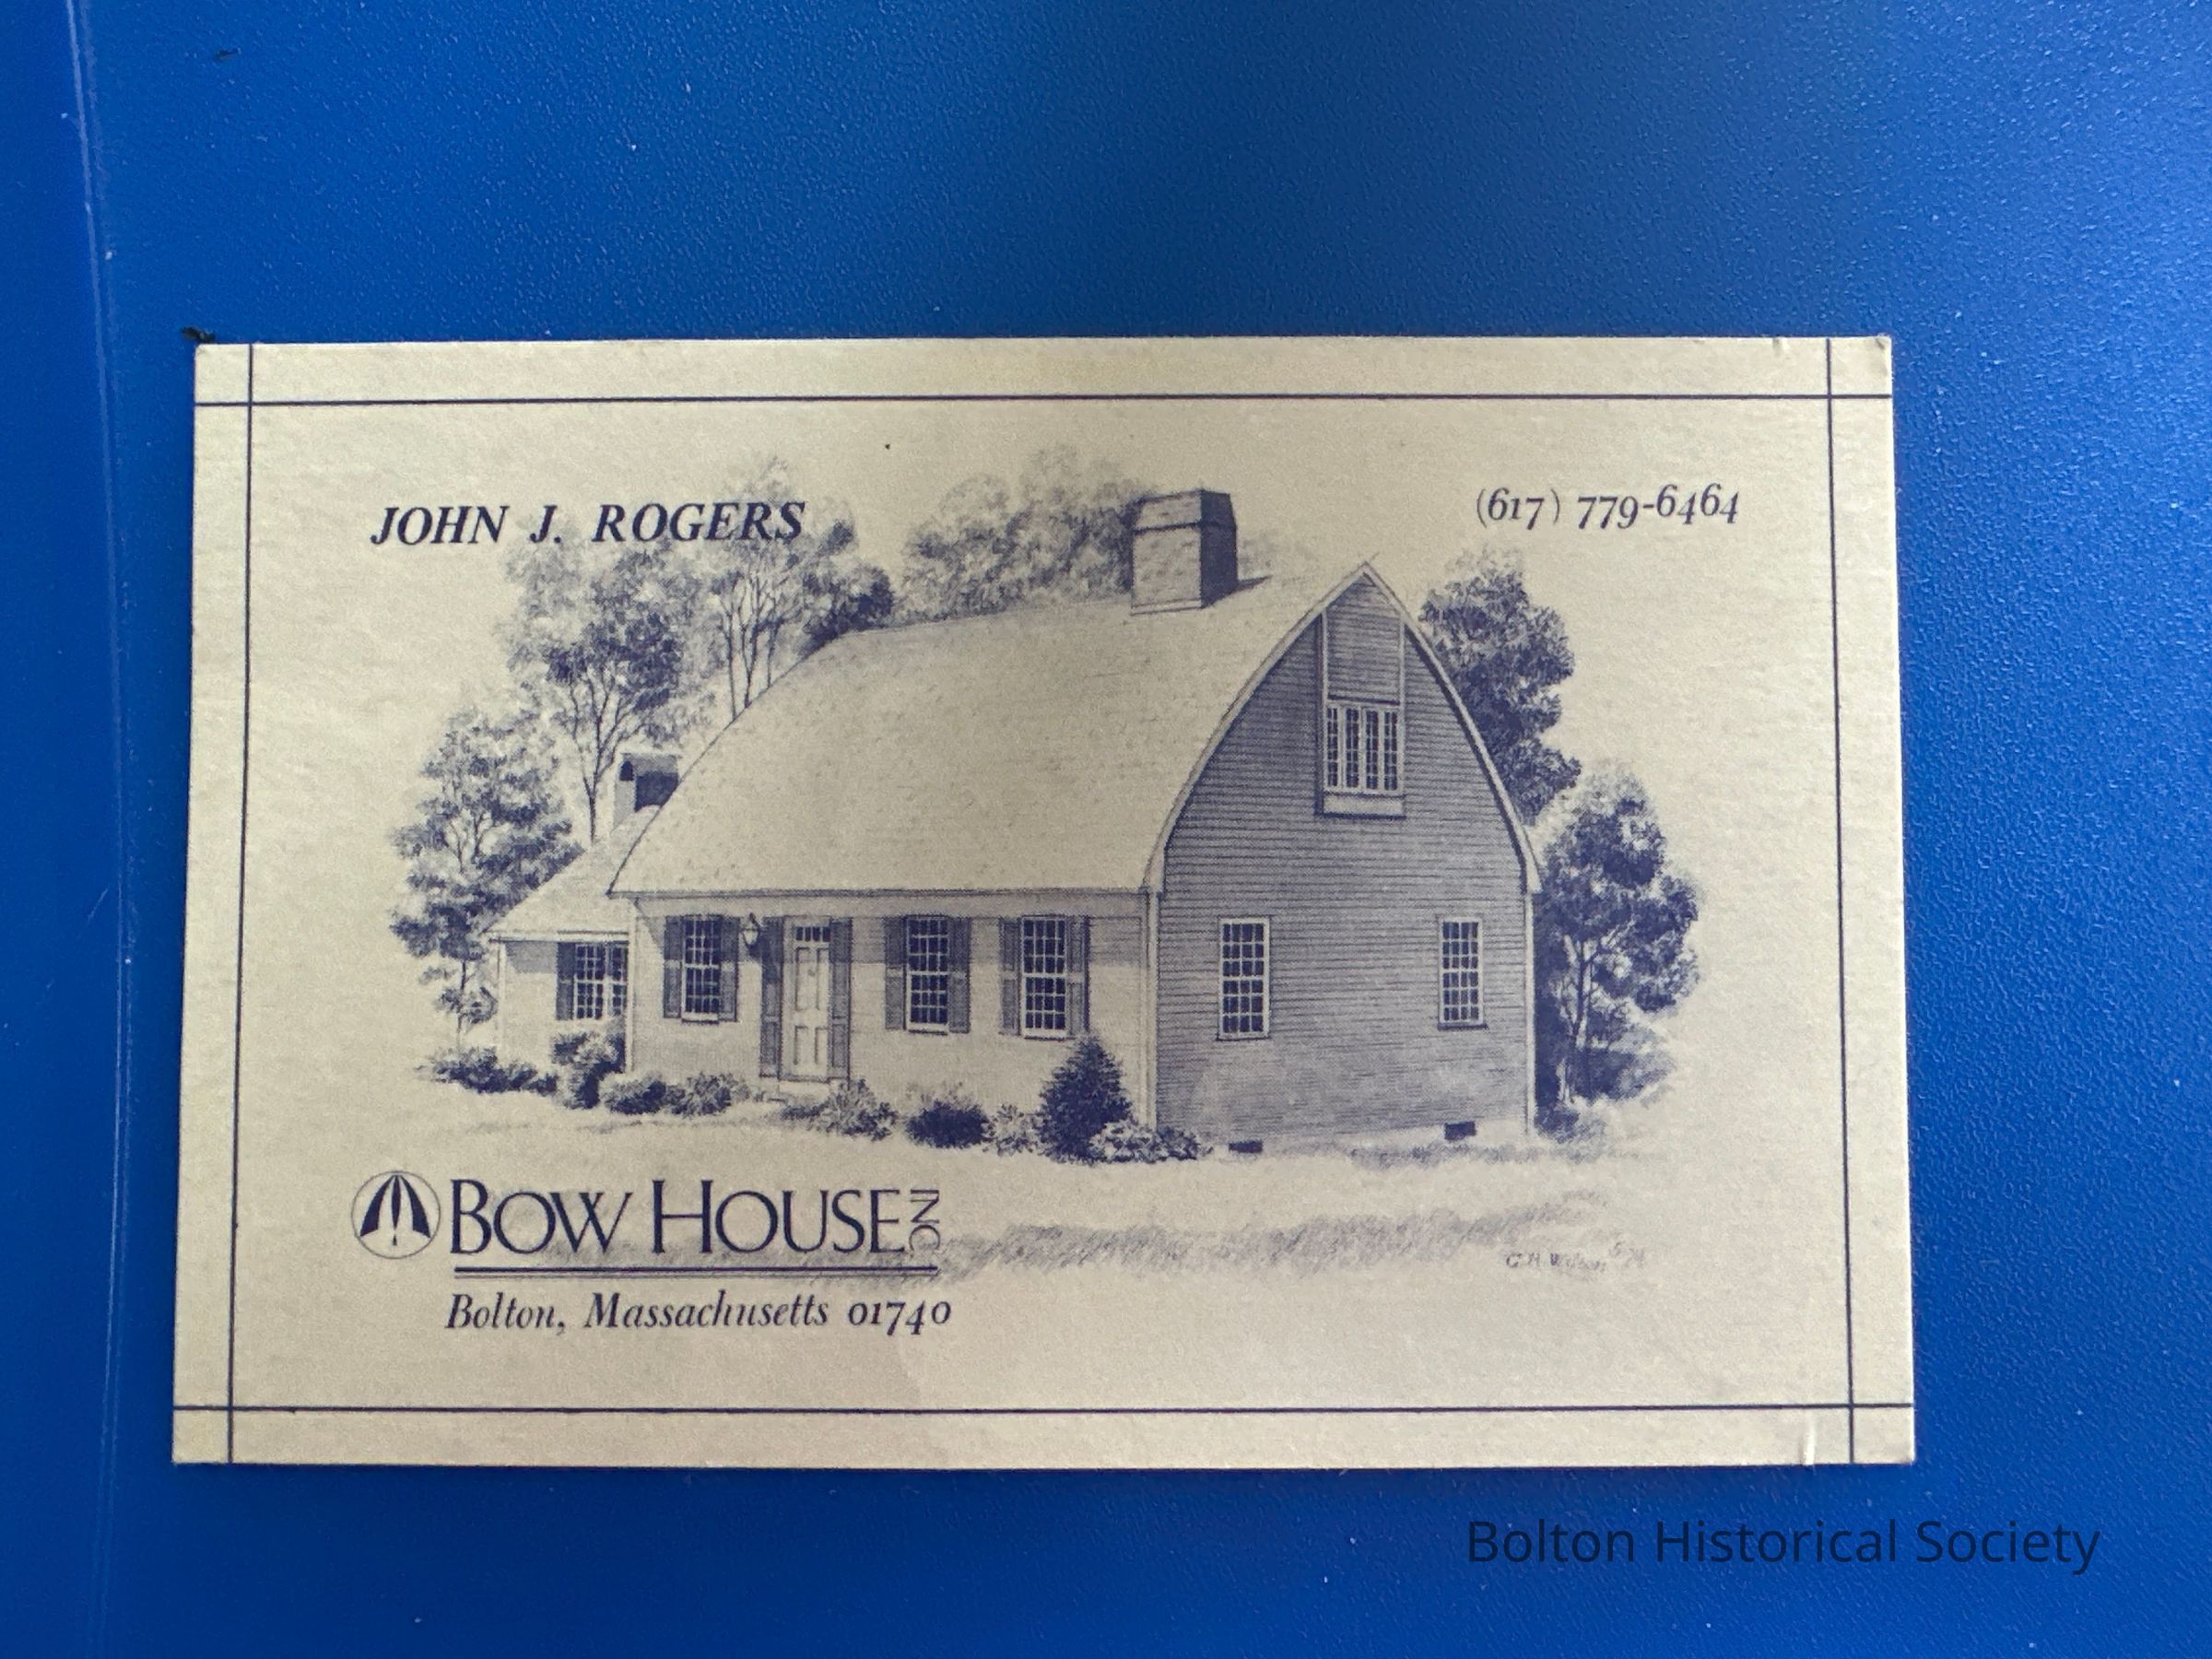 JOHN J. ROGERS
(617) 779-6464
BOW HOUSE INC
Bolton, Massachusetts 01740
Bolton Historical Society